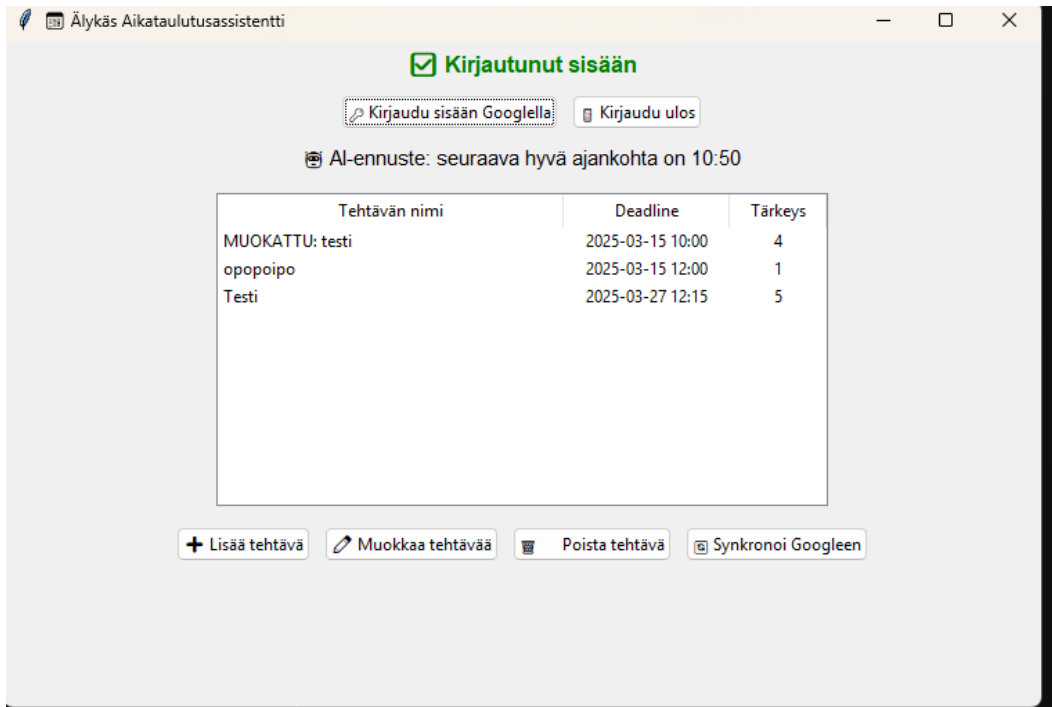 Älykäs Aikataulutusassistentti
Kirjautunut sisään
Kirjaudu sisään Googlella Kirjaudu ulos
AI-ennuste: seuraava hyvä ajankohta on 10:50
Tehtävän nimi Deadline Tärkeys
MUOKATTU: testi 2025-03-15 10:00 4
opopoipo 2025-03-15 12:00 1
Testi 2025-03-27 12:15 5
Lisää tehtävä Muokkaa tehtävää Poista tehtävä Synkronoi Googleen